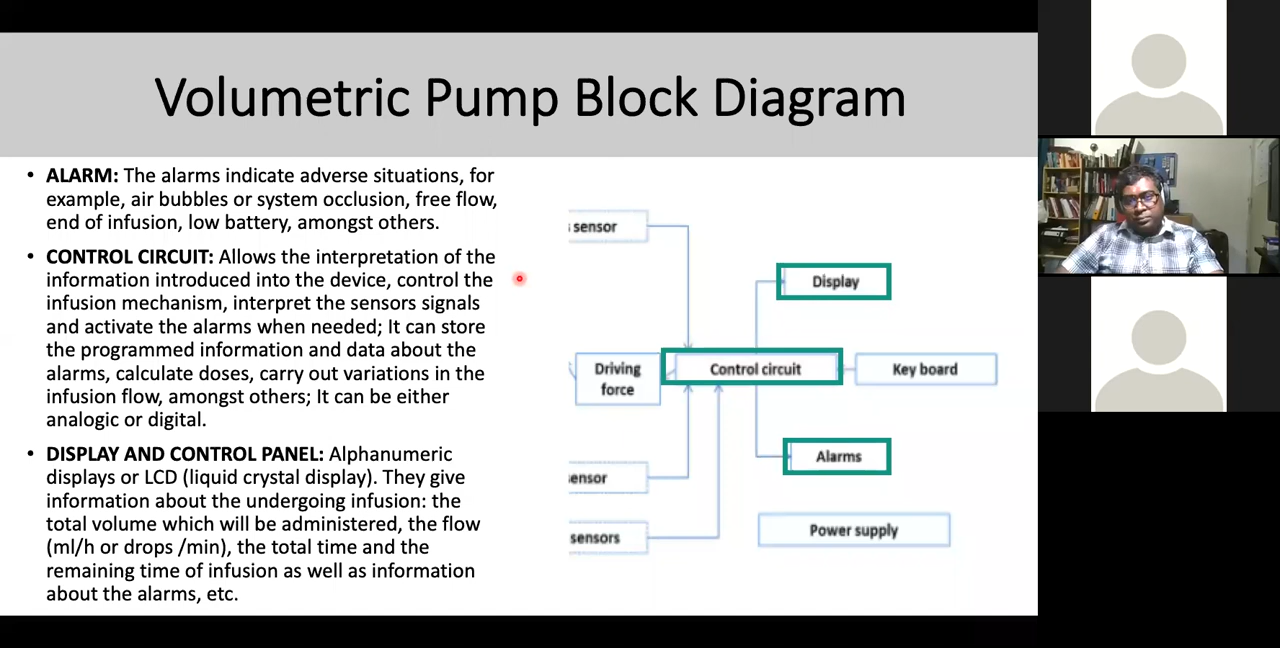 Volumetric Pump Block Diagram
• ALARM: The alarms indicate adverse situations, for
example, air bubbles or system occlusion, free flow,
end of infusion, low battery, amongst others.
• CONTROL CIRCUIT: Allows the interpretation of the
information introduced into the device, control the
infusion mechanism, interpret the sensors signals
and activate the alarms when needed; It can store
the programmed information and data about the
alarms, calculate doses, carry out variations in the
infusion flow, amongst others; It can be either
analogic or digital.
• DISPLAY AND CONTROL PANEL: Alphanumeric
displays or LCD (liquid crystal display). They give
information about the undergoing infusion: the
total volume which will be administered, the flow
(ml/h or drops /min), the total time and the
remaining time of infusion as well as information
about the alarms, etc.
sensor
Display
Driving
force
Control circuit
Key board
ensor
Alarms
sensors
Power supply